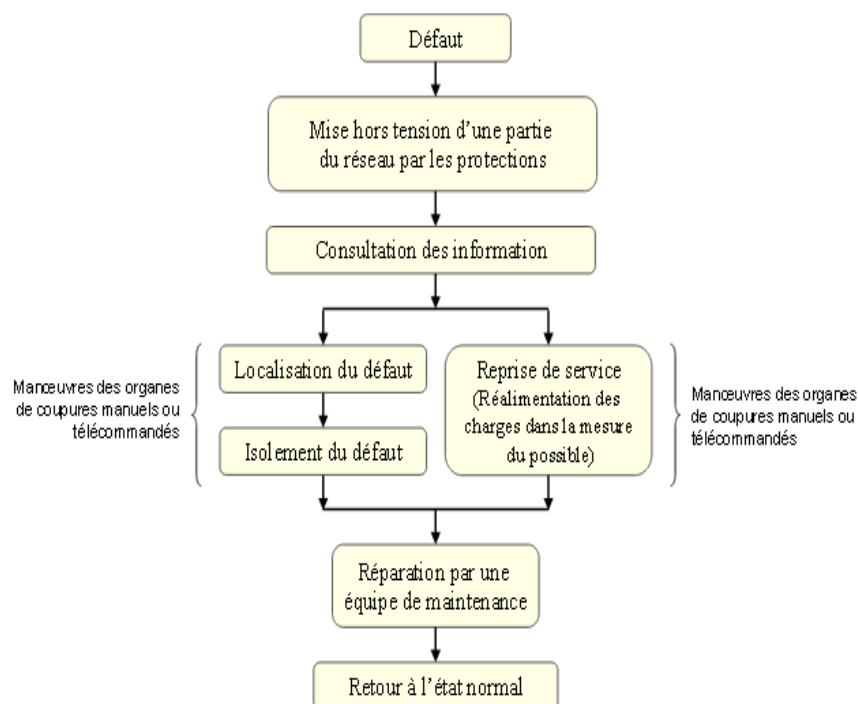 Défaut
Mise hors tension d'une partie
du réseau par les protections
Consultation des information
Localisation du défaut
Isolement du défaut
Manœuvres des organes
de coupures manuels ou
télécommandés
Reprise de service
(Réalimentation des
charges dans la mesure
du possible)
Manœuvres des organes
de coupures manuels ou
télécommandés
Réparation par une
équipe de maintenance
Retour à l'état normal